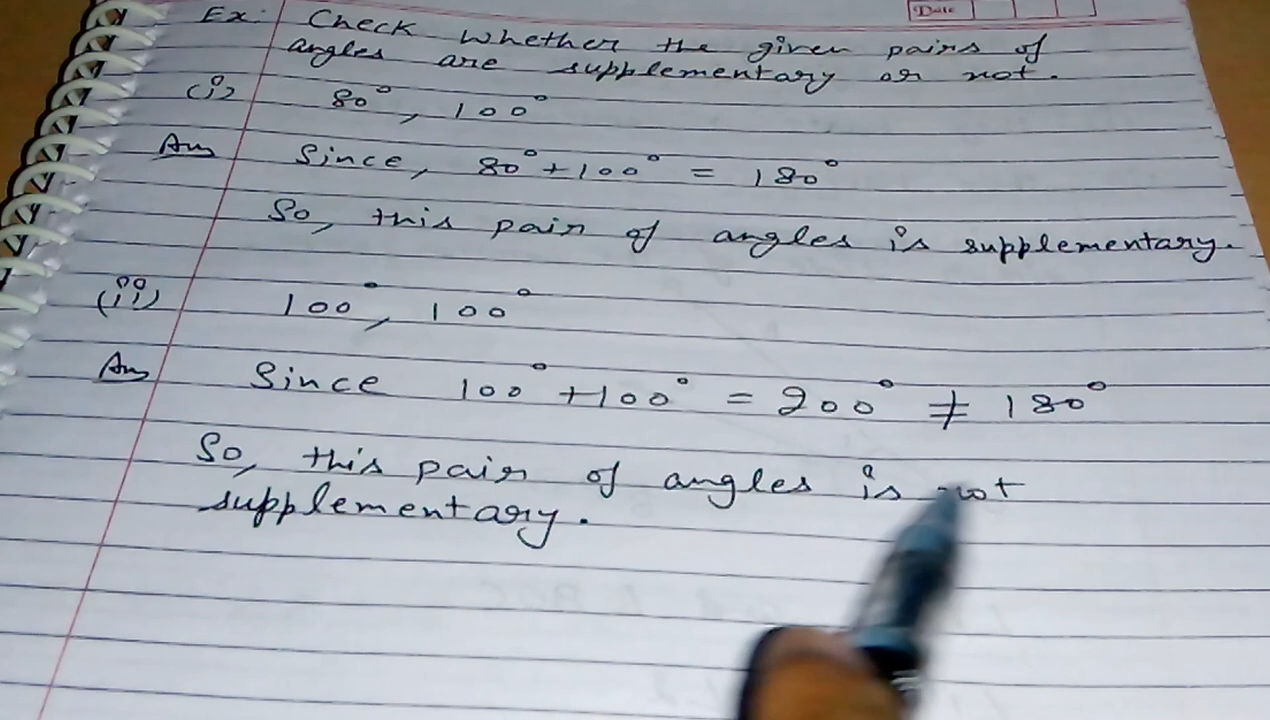 Date
Ex: Check whether the given pairs of
angles are supplementary or not.
(i) 80°, 100°
Ans Since, 80° + 100° = 180°
So, this pair of angles is supplementary.
(ii) 100°, 100°
Ans Since 100° + 100° = 200° ≠ 180°
So, this pair of angles is not
supplementary.